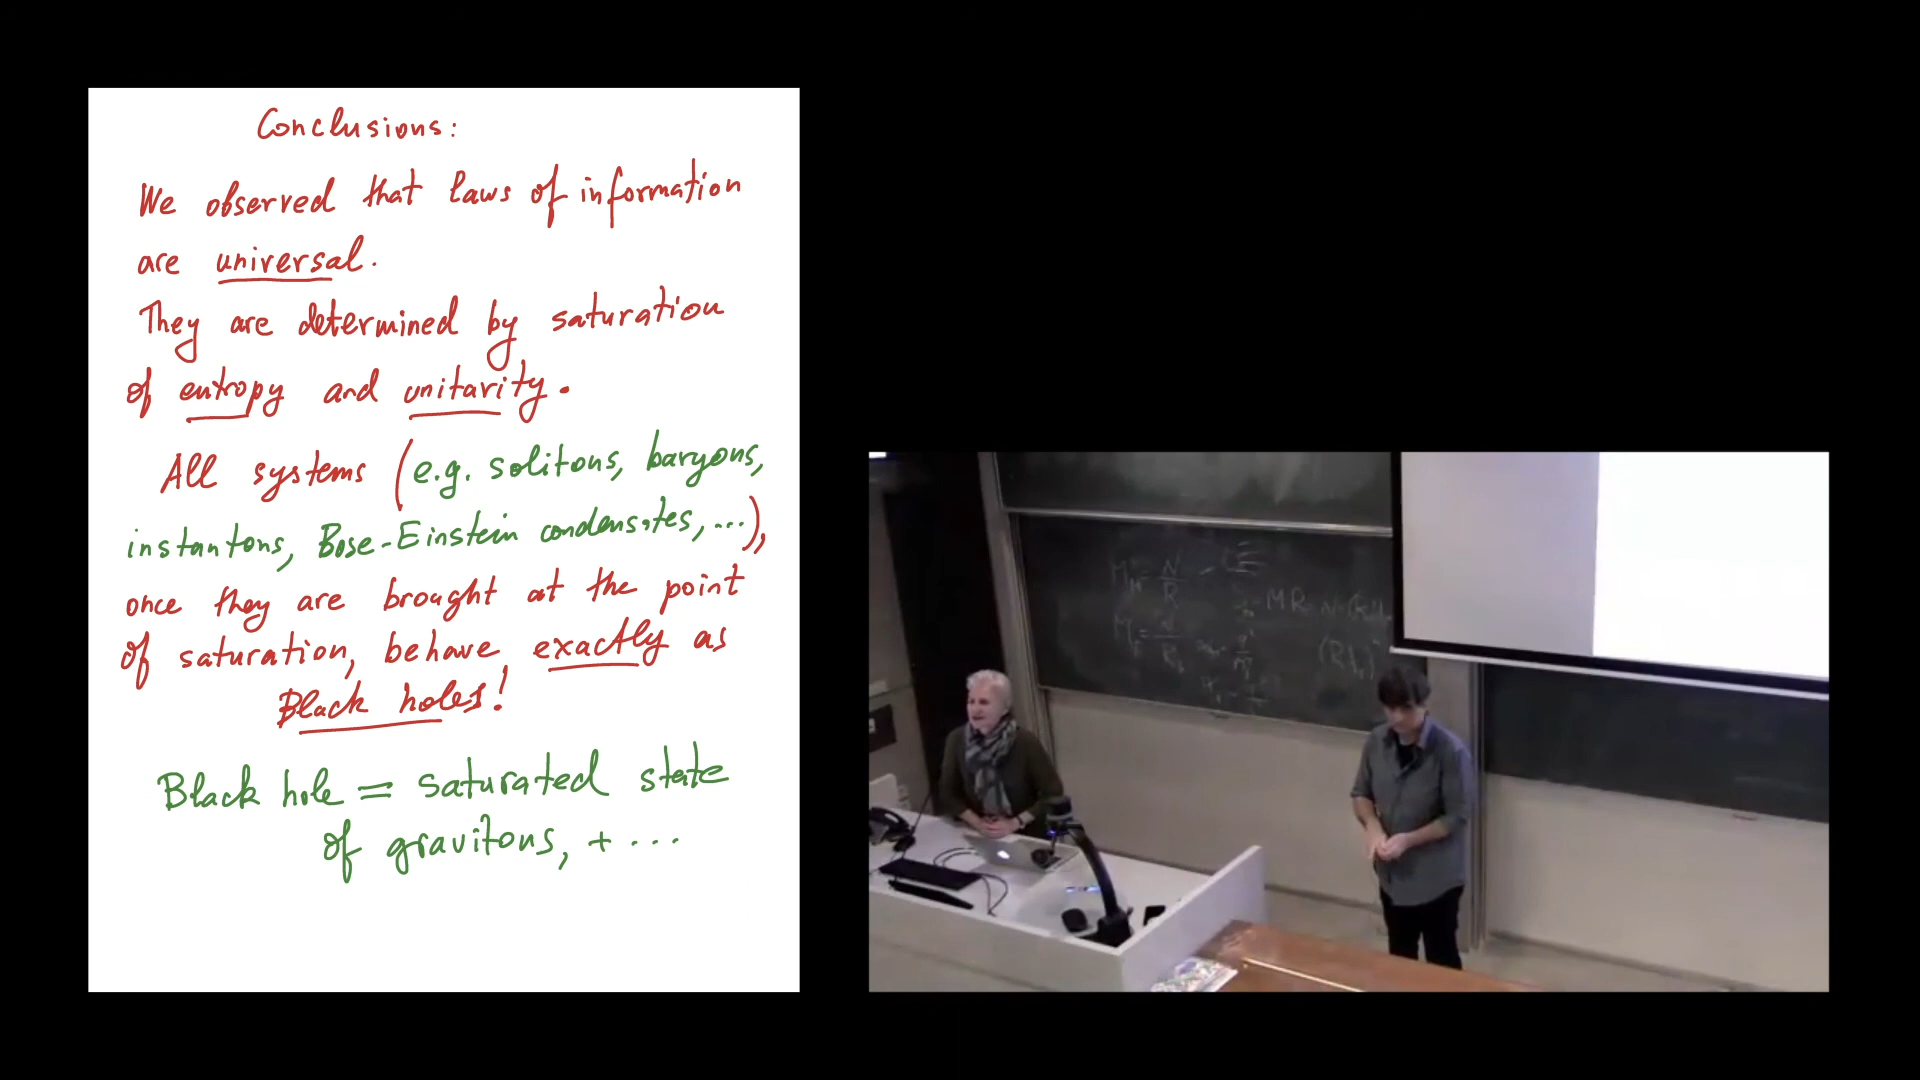 Conclusions:
We observed that laws of information
are universal.
They are determined by saturation
of entropy and unitarity.
All systems (e.g. solitons, baryons,
instantons, Bose-Einstein condensates, ...),
once they are brought at the point
of saturation, behave exactly as
Black holes!
Black hole = saturated state
of gravitons, + ...